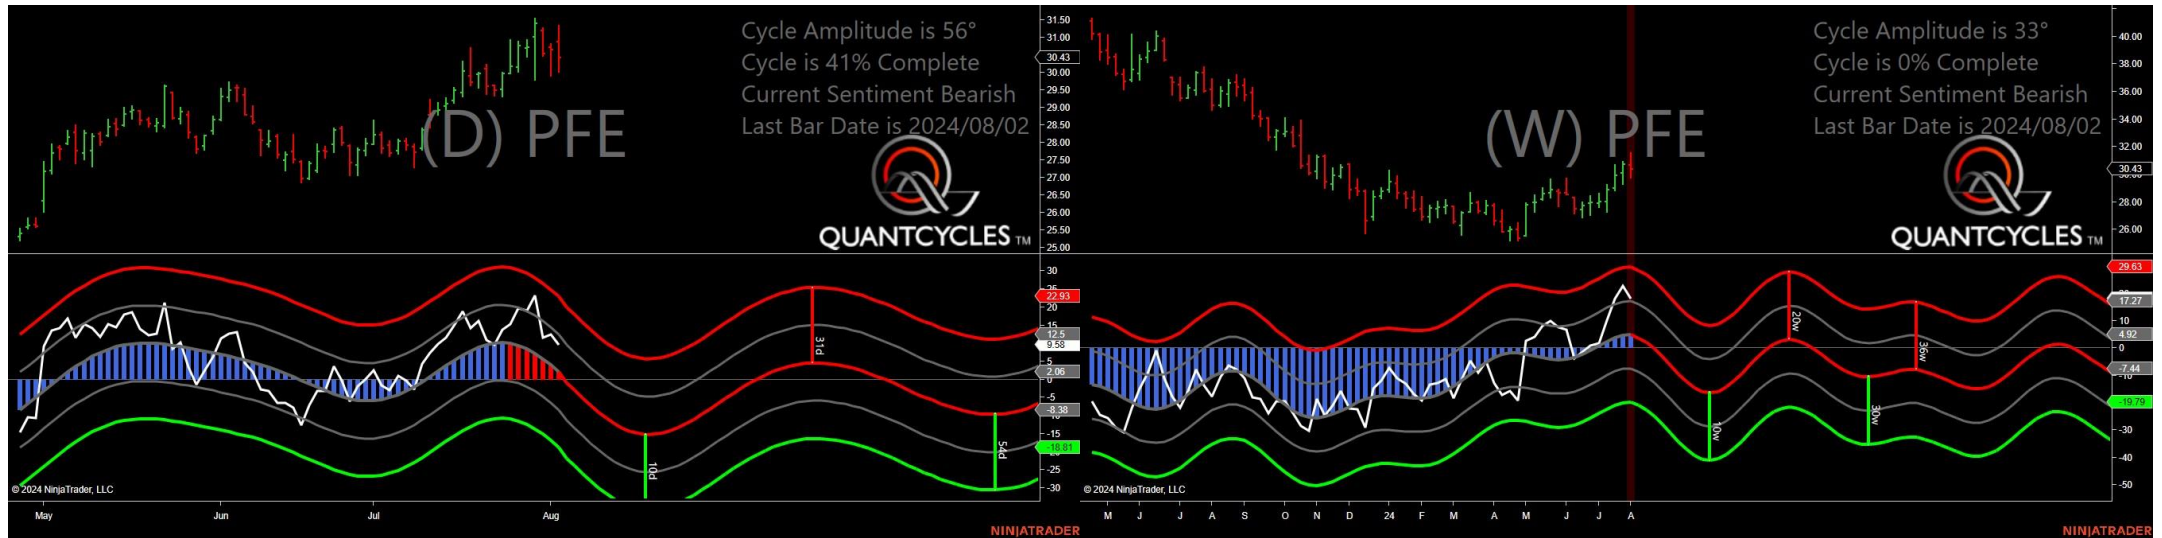 Cycle Amplitude is 56°
Cycle is 41% Complete
Current Sentiment Bearish
Last Bar Date is 2024/08/02
(D) PFE
QUANTCYCLES TM
31.50
31.00
30.43
30.00
29.50
29.00
28.50
28.00
27.50
27.00
26.50
26.00
25.50
25.00
30
22.93
20
15
12.5
9.58
5
2.06
0
-5
-8.38
-15
-18.81
-25
-30
10d
31d
54d
© 2024 NinjaTrader, LLC
May Jun Jul Aug
NINJATRADER
Cycle Amplitude is 33°
Cycle is 0% Complete
Current Sentiment Bearish
Last Bar Date is 2024/08/02
(W) PFE
QUANTCYCLES TM
40.00
38.00
36.00
34.00
32.00
30.43
28.00
26.00
29.63
17.27
10
4.92
0
-7.44
-19.79
-30
-40
-50
10w
20w
30w
36w
© 2024 NinjaTrader, LLC
M J J A S O N D 24 F M A M J J A
NINJATRADER